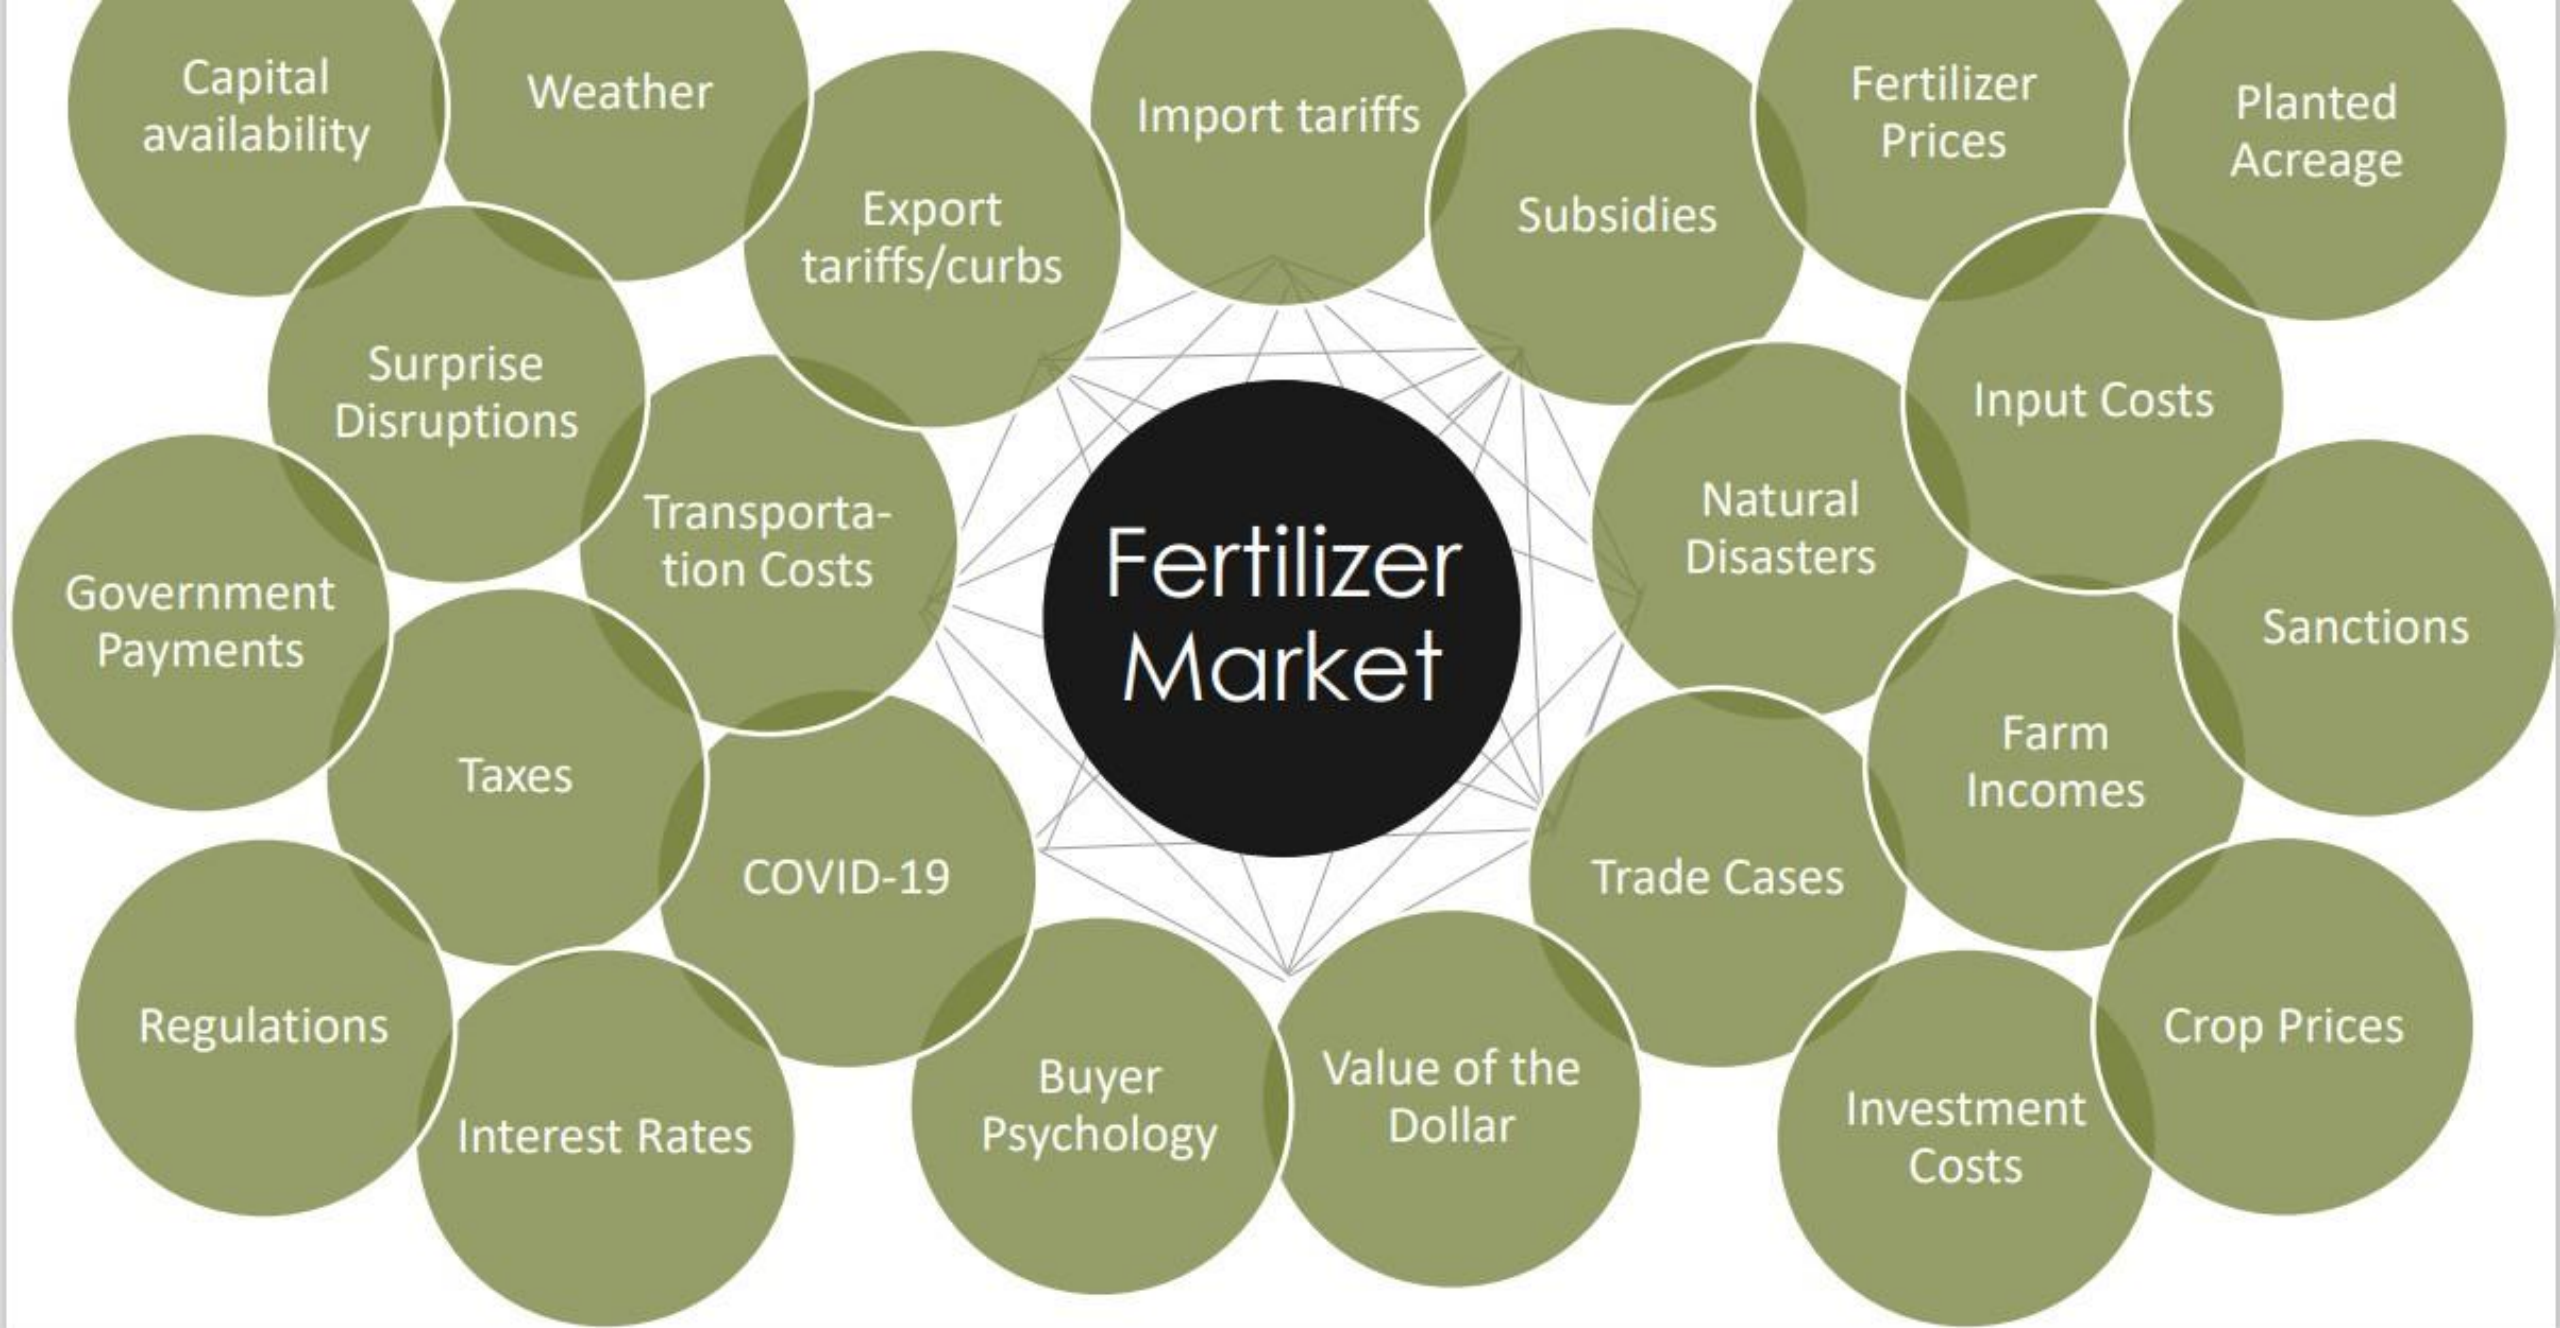 Capital
availability
Weather
Export
tariffs/curbs
Import tariffs
Subsidies
Fertilizer
Prices
Planted
Acreage
Surprise
Disruptions
Transporta-
tion Costs
Fertilizer
Market
Natural
Disasters
Input Costs
Government
Payments
Taxes
COVID-19
Trade Cases
Farm
Incomes
Sanctions
Regulations
Interest Rates
Buyer
Psychology
Value of the
Dollar
Investment
Costs
Crop Prices